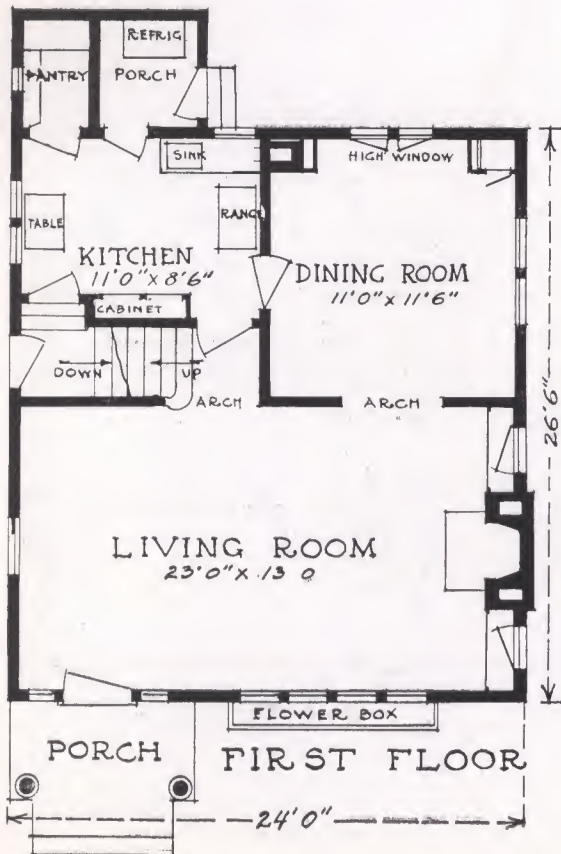 REFRIG
PANTRY
PORCH
SINK
HIGH WINDOW
TABLE
RANGE
KITCHEN
11'0" X 8'6"
DINING ROOM
11'0" X 11'6"
CABINET
DOWN
UP
ARCH
ARCH
26'6"
LIVING ROOM
23'0" X 13 0
FLOWER BOX
PORCH
FIRST FLOOR
24'0"